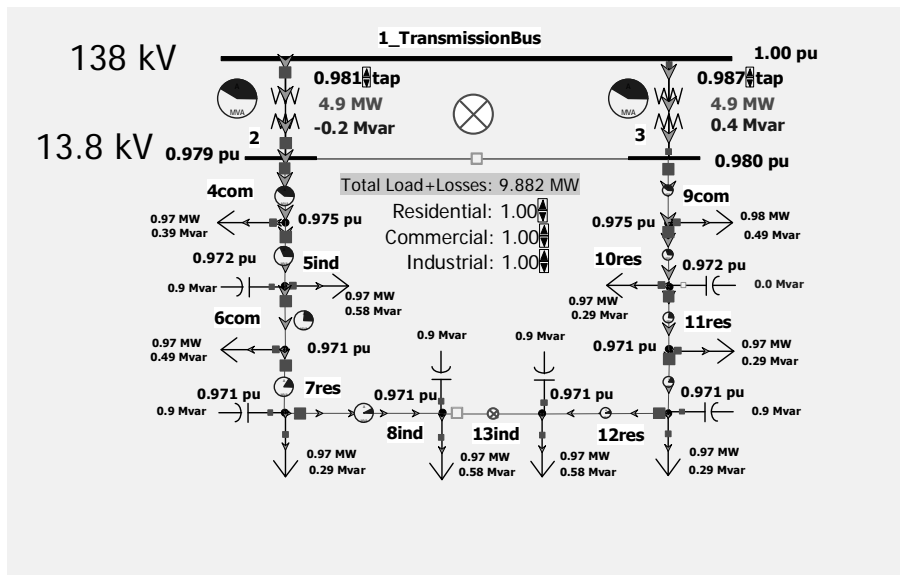 1_TransmissionBus
138 kV
1.00 pu
0.981 tap
0.987 tap
MVA
MVA
4.9 MW
4.9 MW
-0.2 Mvar
0.4 Mvar
2
3
13.8 kV
0.979 pu
0.980 pu
4com
Total Load+Losses: 9.882 MW
9com
0.97 MW
0.39 Mvar
0.975 pu
Residential: 1.00
0.975 pu
0.98 MW
0.49 Mvar
Commercial: 1.00
0.972 pu
5ind
Industrial: 1.00
10res
0.972 pu
0.9 Mvar
0.97 MW
0.58 Mvar
0.97 MW
0.29 Mvar
0.0 Mvar
6com
11res
0.97 MW
0.49 Mvar
0.971 pu
0.9 Mvar
0.9 Mvar
0.971 pu
0.97 MW
0.29 Mvar
0.971 pu
7res
0.971 pu
0.971 pu
0.971 pu
0.9 Mvar
0.9 Mvar
8ind
13ind
12res
0.97 MW
0.29 Mvar
0.97 MW
0.58 Mvar
0.97 MW
0.58 Mvar
0.97 MW
0.29 Mvar